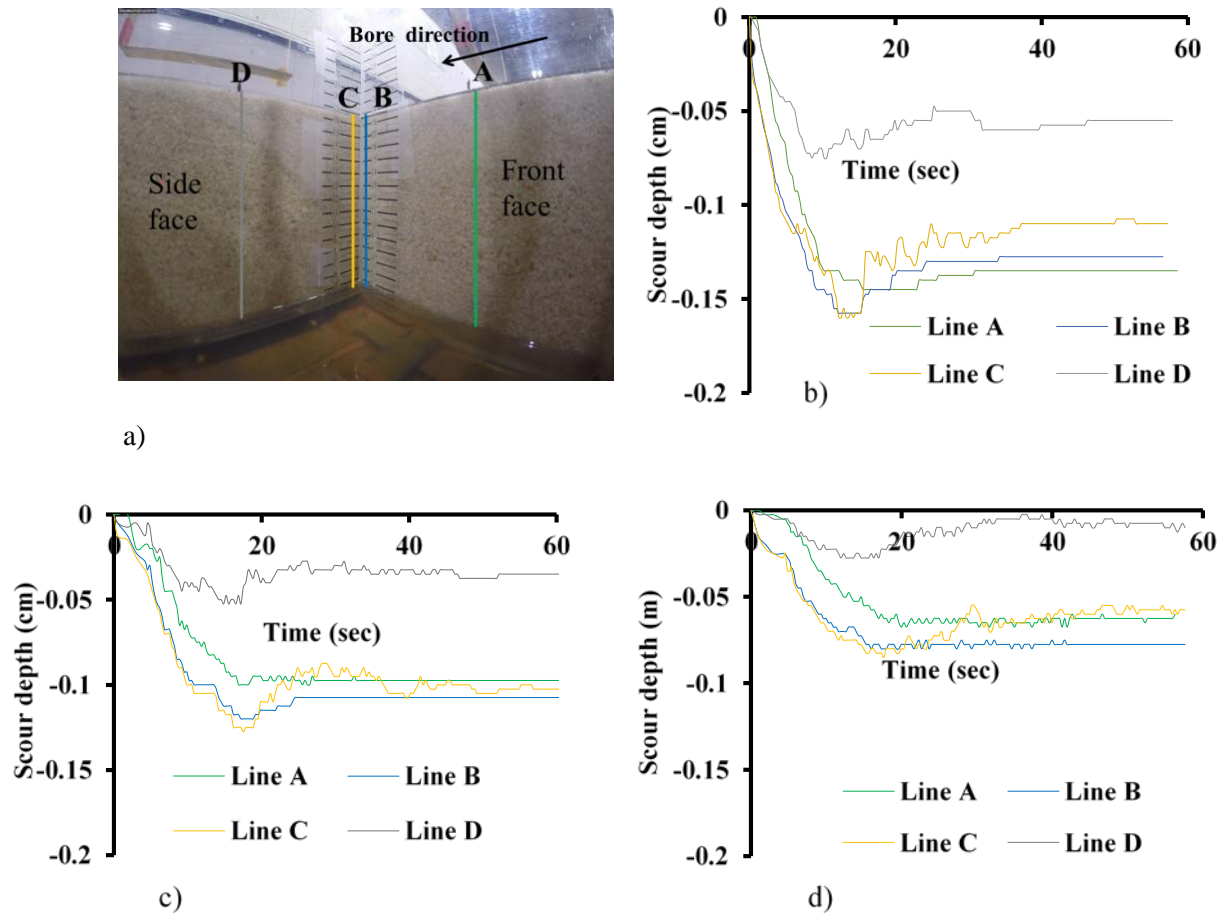 Bore direction
D
A
C
B
Side
face
Front
face
a)
0
0
20
40
60
-0.05
-0.1
-0.15
-0.2
Scour depth (cm)
Time (sec)
Line A
Line B
Line C
Line D
b)
0
0
20
40
60
-0.05
-0.1
-0.15
-0.2
Scour depth (cm)
Time (sec)
Line A
Line B
Line C
Line D
c)
0
0
20
40
60
-0.05
-0.1
-0.15
-0.2
Scour depth (m)
Time (sec)
Line A
Line B
Line C
Line D
d)